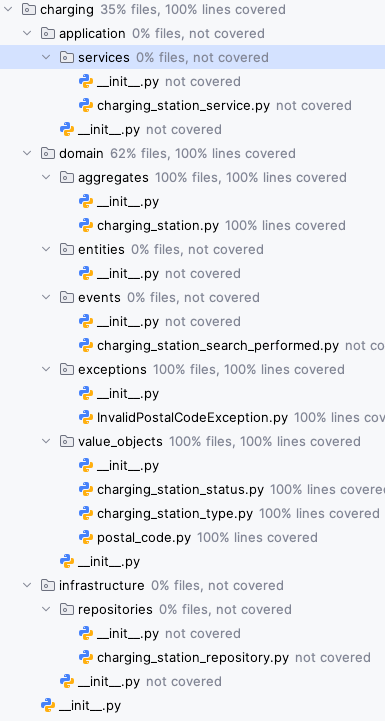 charging 35% files, 100% lines covered
application 0% files, not covered
services 0% files, not covered
__init__.py not covered
charging_station_service.py not covered
__init__.py not covered
domain 62% files, 100% lines covered
aggregates 100% files, 100% lines covered
__init__.py
charging_station.py 100% lines covered
entities 0% files, not covered
__init__.py not covered
events 0% files, not covered
__init__.py not covered
charging_station_search_performed.py not co
exceptions 100% files, 100% lines covered
__init__.py
InvalidPostalCodeException.py 100% lines cov
value_objects 100% files, 100% lines covered
__init__.py
charging_station_status.py 100% lines covere
charging_station_type.py 100% lines covered
postal_code.py 100% lines covered
__init__.py
infrastructure 0% files, not covered
repositories 0% files, not covered
__init__.py not covered
charging_station_repository.py not covered
__init__.py not covered
__init__.py